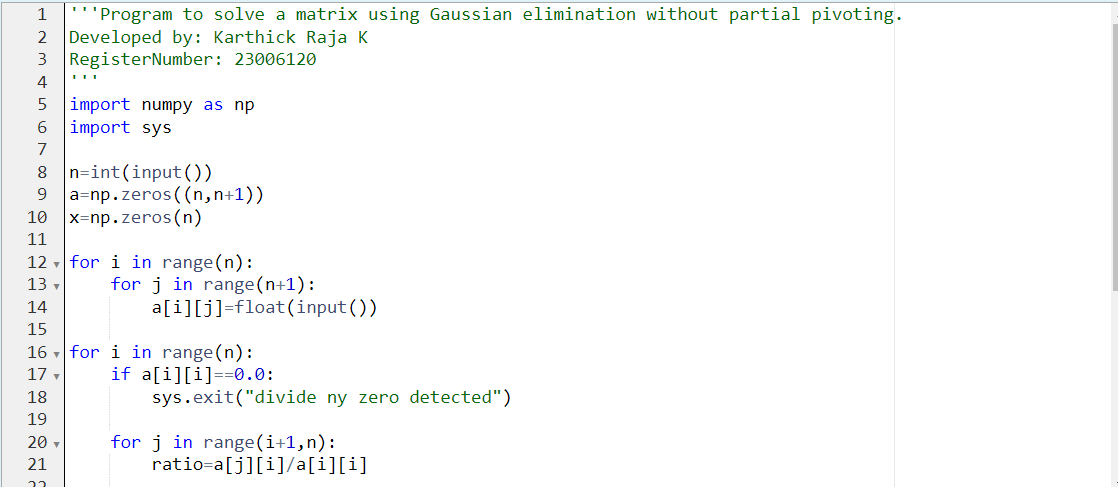 1 '''Program to solve a matrix using Gaussian elimination without partial pivoting.
2 Developed by: Karthick Raja K
3 RegisterNumber: 23006120
4 '''
5 import numpy as np
6 import sys
7
8 n=int(input())
9 a=np.zeros((n,n+1))
10 x=np.zeros(n)
11
12 for i in range(n):
13     for j in range(n+1):
14         a[i][j]=float(input())
15
16 for i in range(n):
17     if a[i][i]==0.0:
18         sys.exit("divide ny zero detected")
19
20     for j in range(i+1,n):
21         ratio=a[j][i]/a[i][i]
22